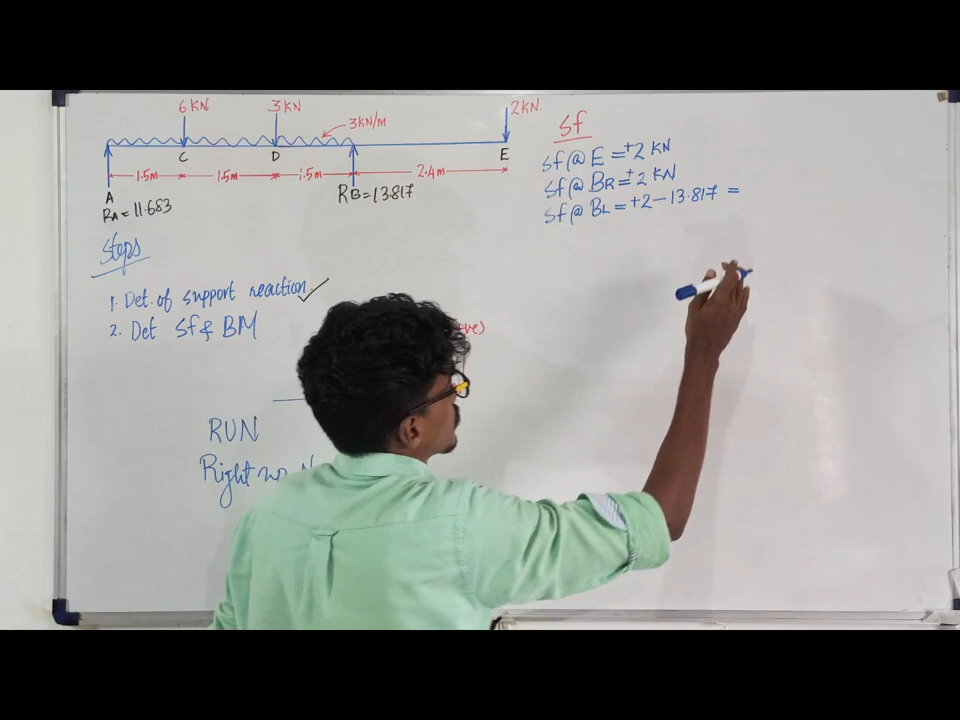 6KN 3KN 2KN
3KN/m
C D E
1.5m 1.5m 1.5m 2.4m
A
RA = 11.683
RB = 13.817
Steps
1. Det. of support reaction ✓
2. Det Sf & BM
ve)
RUN
Right
Sf
Sf @ E = +2 KN
Sf @ BR = +2 KN
Sf @ BL = +2 - 13.817 =